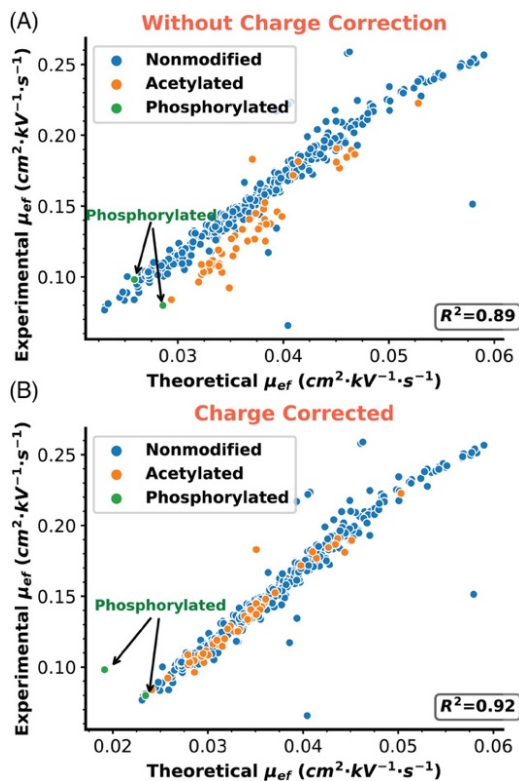 (A)
Without Charge Correction
Nonmodified
Acetylated
Phosphorylated
Phosphorylated
0.25
0.20
0.15
0.10
Experimental μef (cm²·kV⁻¹·s⁻¹)
R²=0.89
0.03 0.04 0.05 0.06
Theoretical μef (cm²·kV⁻¹·s⁻¹)
(B)
Charge Corrected
Nonmodified
Acetylated
Phosphorylated
Phosphorylated
0.25
0.20
0.15
0.10
Experimental μef (cm²·kV⁻¹·s⁻¹)
R²=0.92
0.02 0.03 0.04 0.05 0.06
Theoretical μef (cm²·kV⁻¹·s⁻¹)